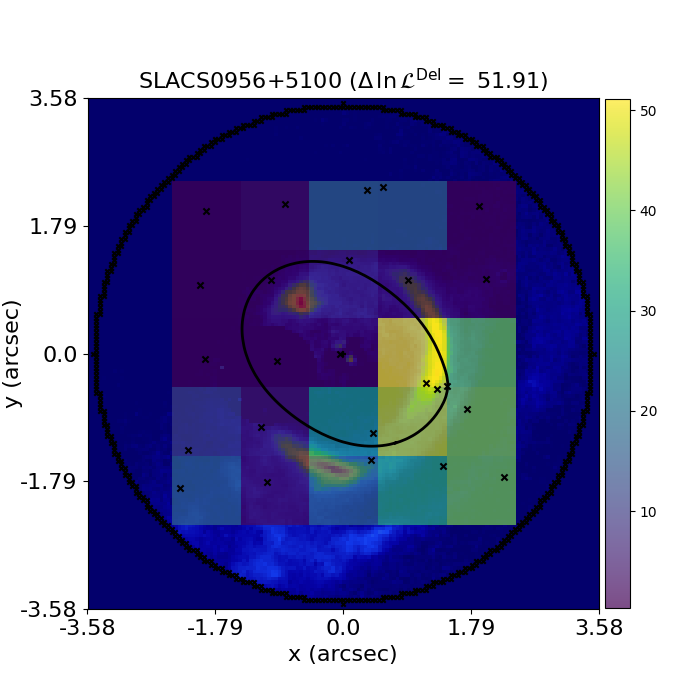 SLACS0956+5100 (Δ ln ℒ^Del = 51.91)
3.58
1.79
0.0
-1.79
-3.58
y (arcsec)
-3.58 -1.79 0.0 1.79 3.58
x (arcsec)
50
40
30
20
10